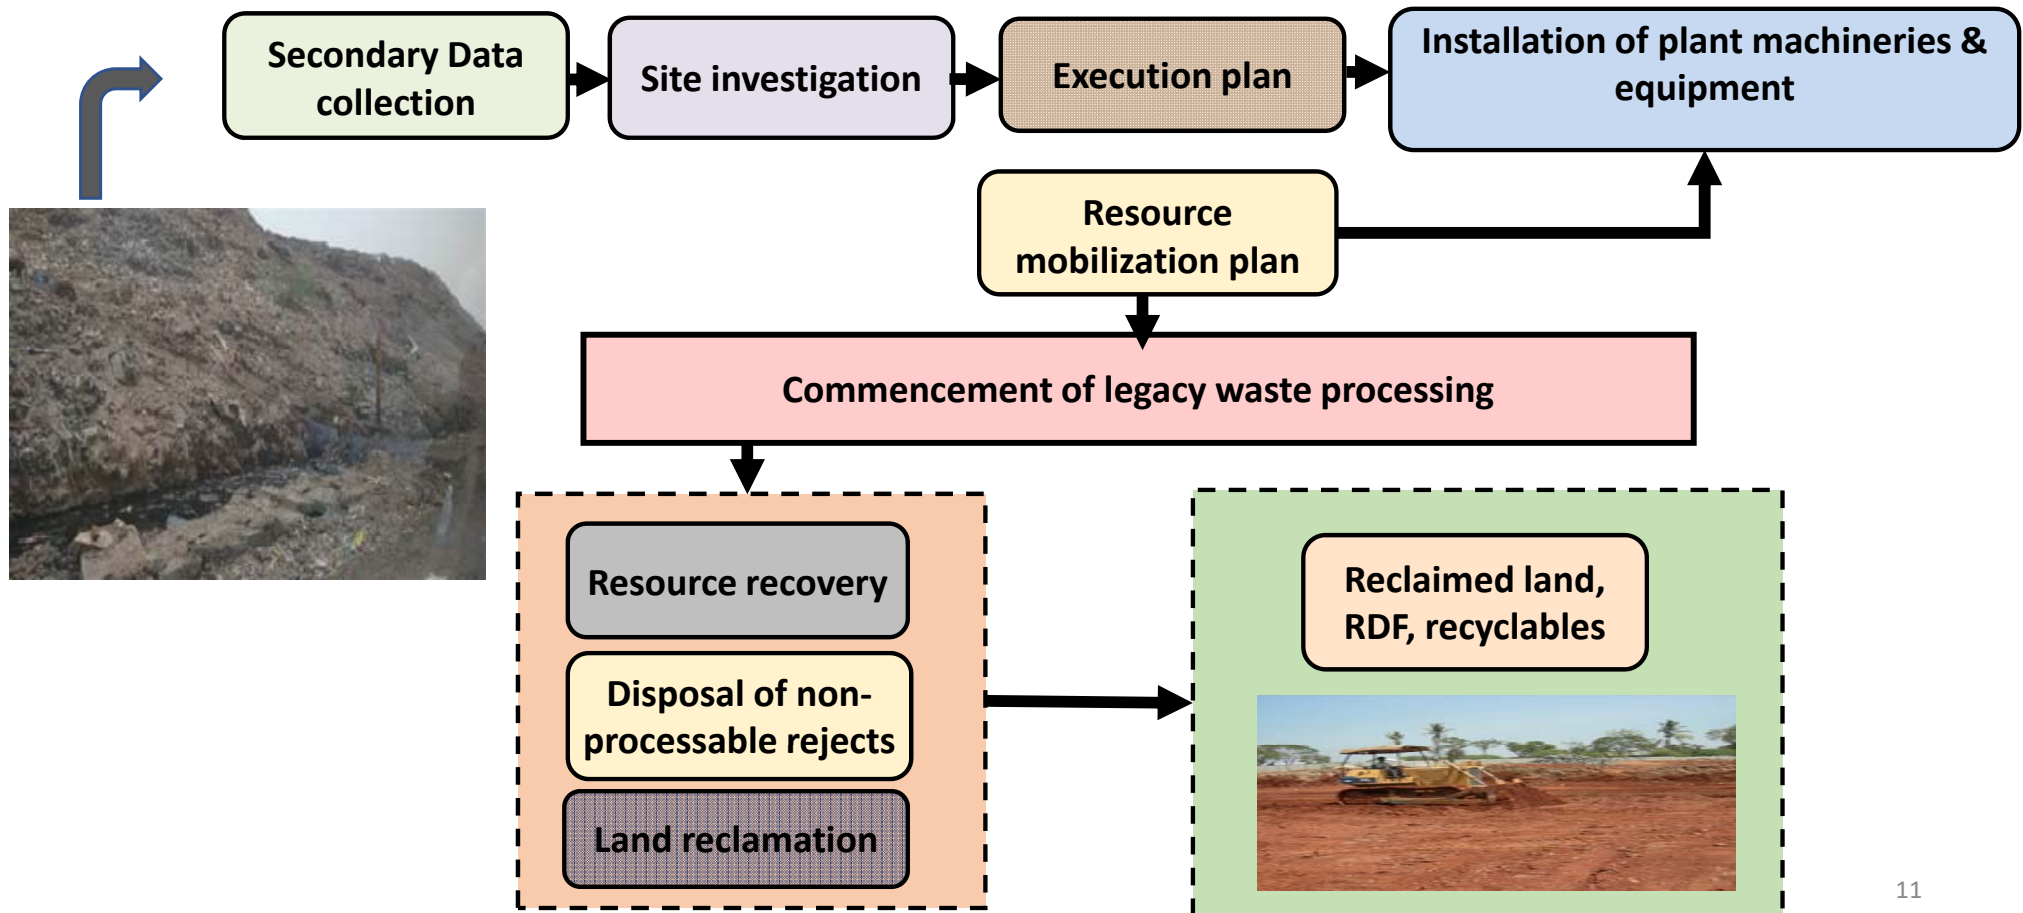 Secondary Data
collection
Site investigation
Execution plan
Installation of plant machineries &
equipment
Resource
mobilization plan
Commencement of legacy waste processing
Resource recovery
Disposal of non-
processable rejects
Land reclamation
Reclaimed land,
RDF, recyclables
11